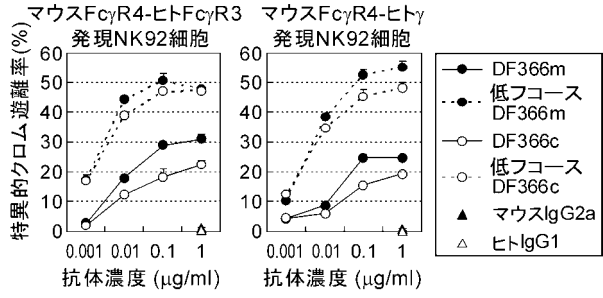 マウスFcγR4-ヒトFcγR3
発現NK92細胞
マウスFcγR4-ヒトγ
発現NK92細胞
特異的クロム遊離率(%)
60
50
40
30
20
10
0
0.001 0.01 0.1 1
抗体濃度 (μg/ml)
60
50
40
30
20
10
0
0.001 0.01 0.1 1
抗体濃度 (μg/ml)
DF366m
低フコース
DF366m
DF366c
低フコース
DF366c
マウスIgG2a
ヒトIgG1